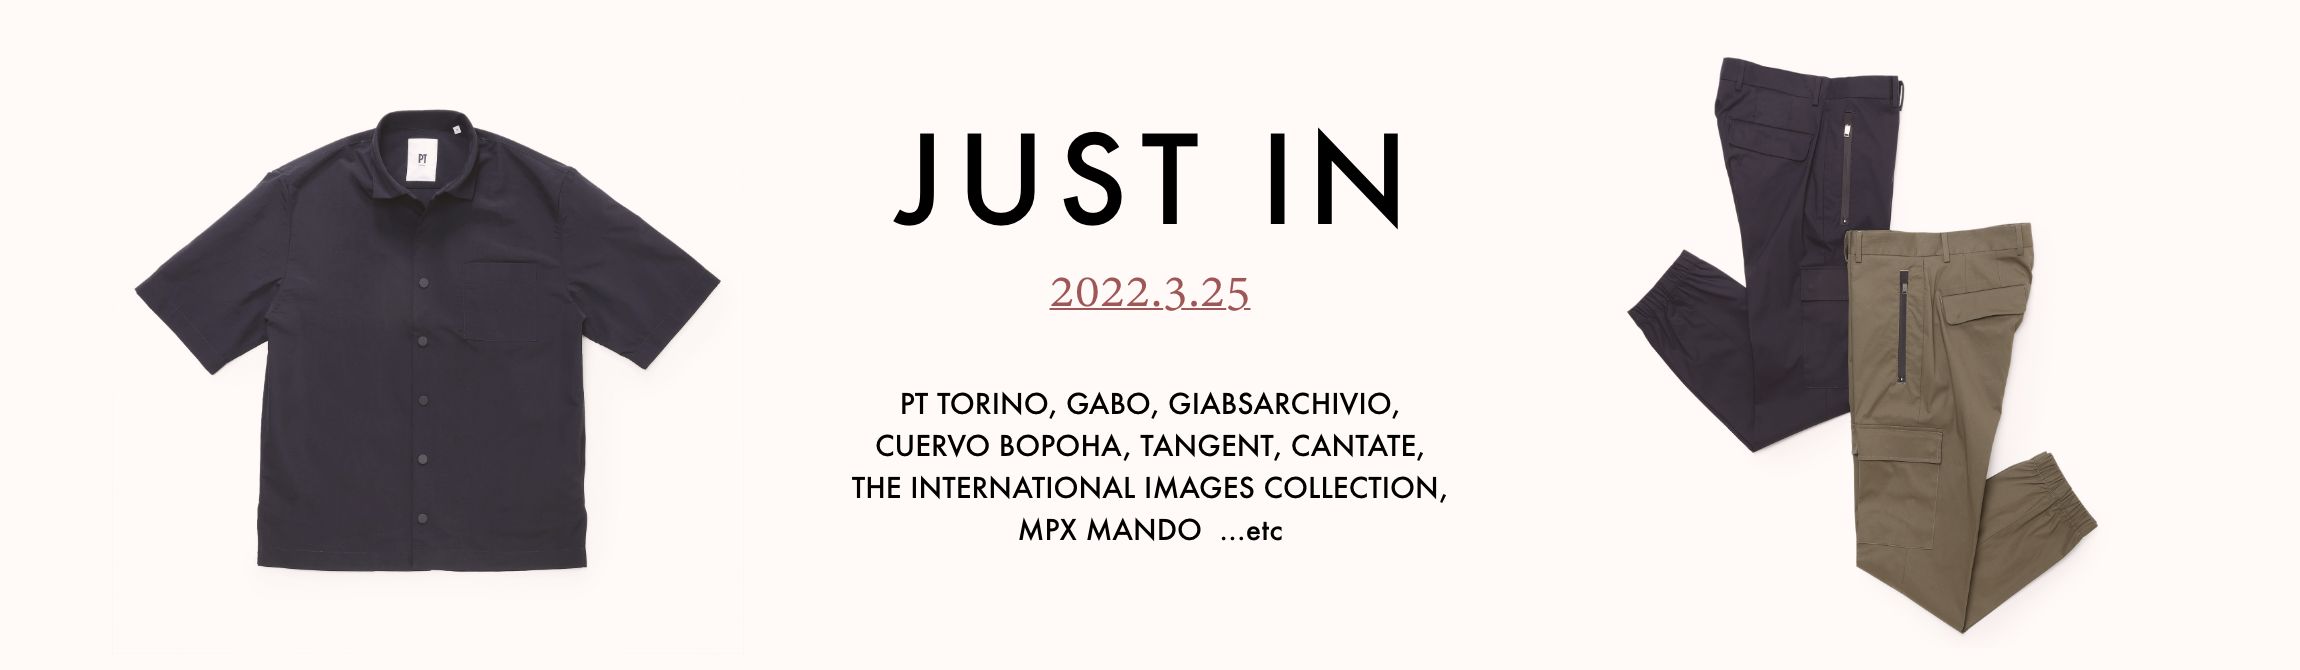 PT
JUST IN
2022.3.25
PT TORINO, GABO, GIABSARCHIVIO,
CUERVO BOPOHA, TANGENT, CANTATE,
THE INTERNATIONAL IMAGES COLLECTION,
MPX MANDO ...etc